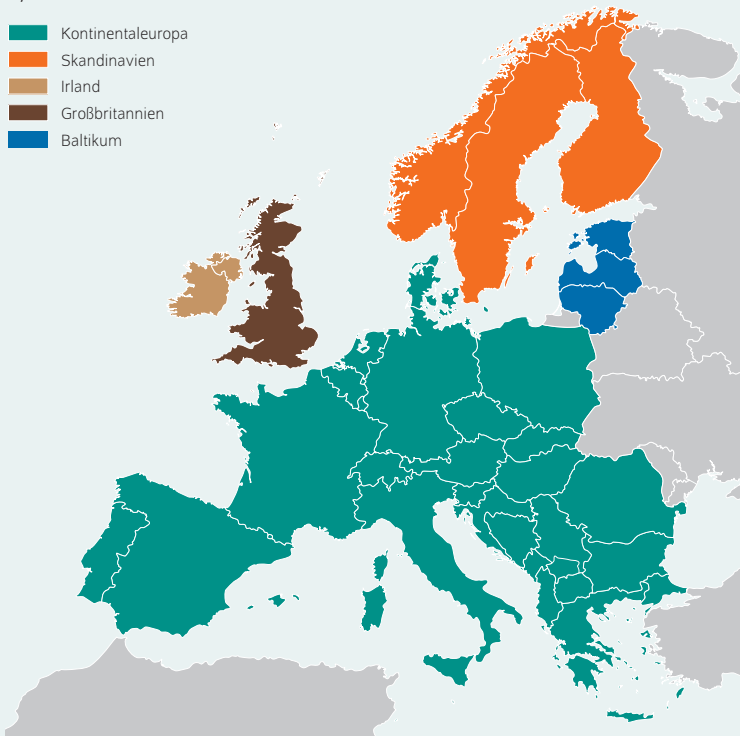 Kontinentaleuropa
Skandinavien
Irland
Großbritannien
Baltikum